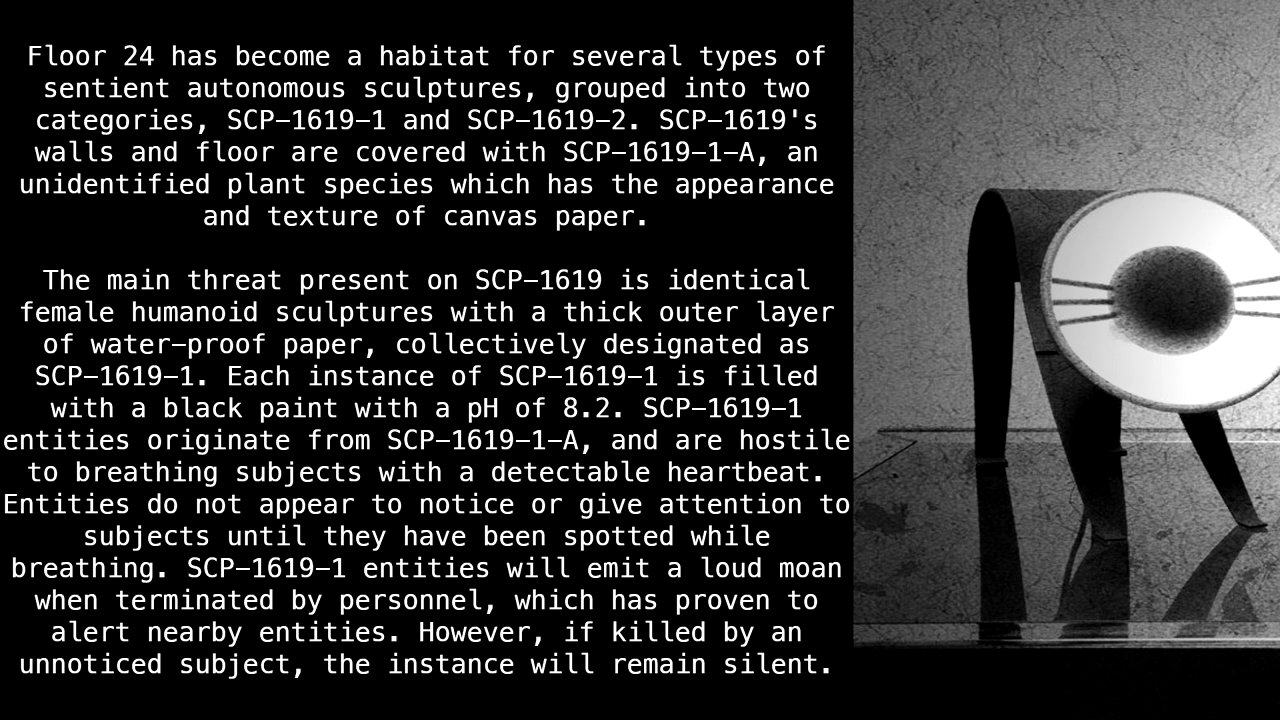 Floor 24 has become a habitat for several types of
sentient autonomous sculptures, grouped into two
categories, SCP-1619-1 and SCP-1619-2. SCP-1619's
walls and floor are covered with SCP-1619-1-A, an
unidentified plant species which has the appearance
and texture of canvas paper.
The main threat present on SCP-1619 is identical
female humanoid sculptures with a thick outer layer
of water-proof paper, collectively designated as
SCP-1619-1. Each instance of SCP-1619-1 is filled
with a black paint with a pH of 8.2. SCP-1619-1
entities originate from SCP-1619-1-A, and are hostile
to breathing subjects with a detectable heartbeat.
Entities do not appear to notice or give attention to
subjects until they have been spotted while
breathing. SCP-1619-1 entities will emit a loud moan
when terminated by personnel, which has proven to
alert nearby entities. However, if killed by an
unnoticed subject, the instance will remain silent.